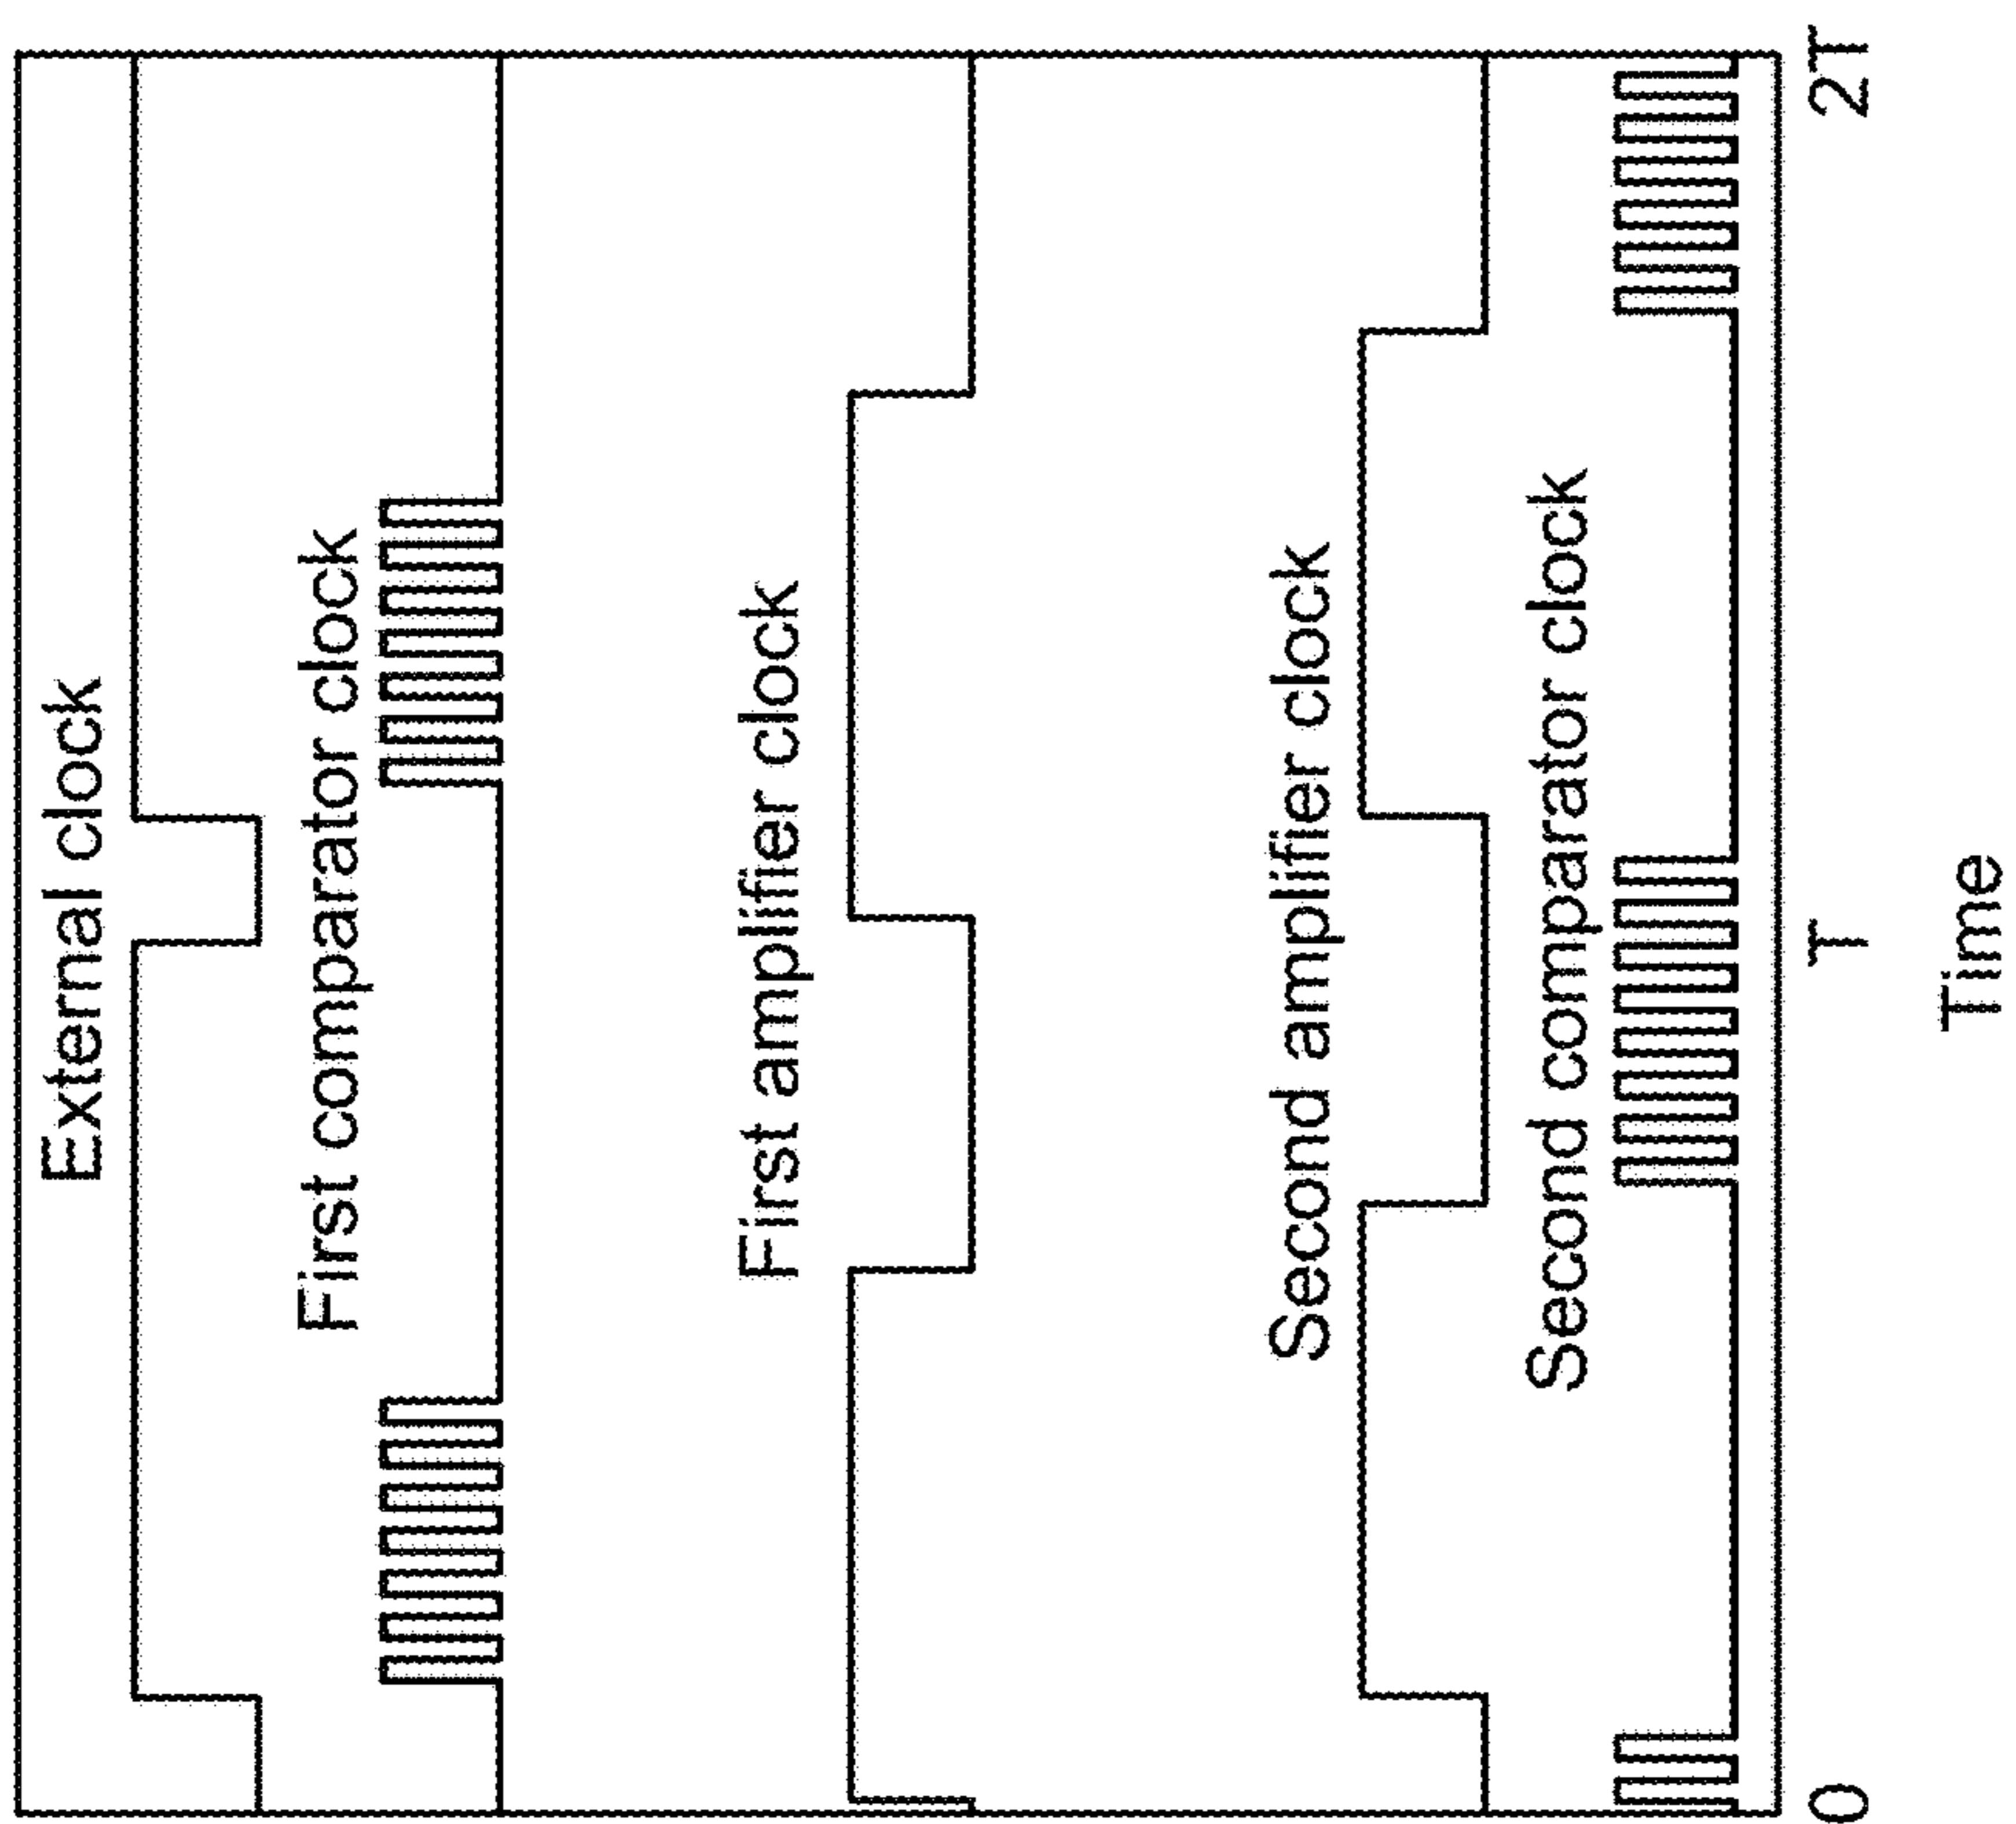 External clock
First comparator clock
First amplifier clock
Second amplifier clock
Second comparator clock
0
T
2T
Time